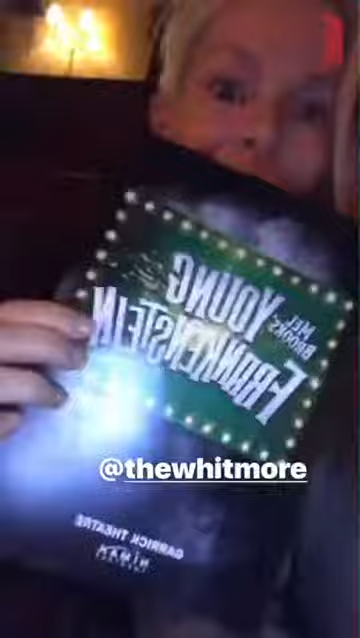 MEL
BROOKS
YOUNG
FRANKENSTEIN
@thewhitmore
GARRICK THEATRE